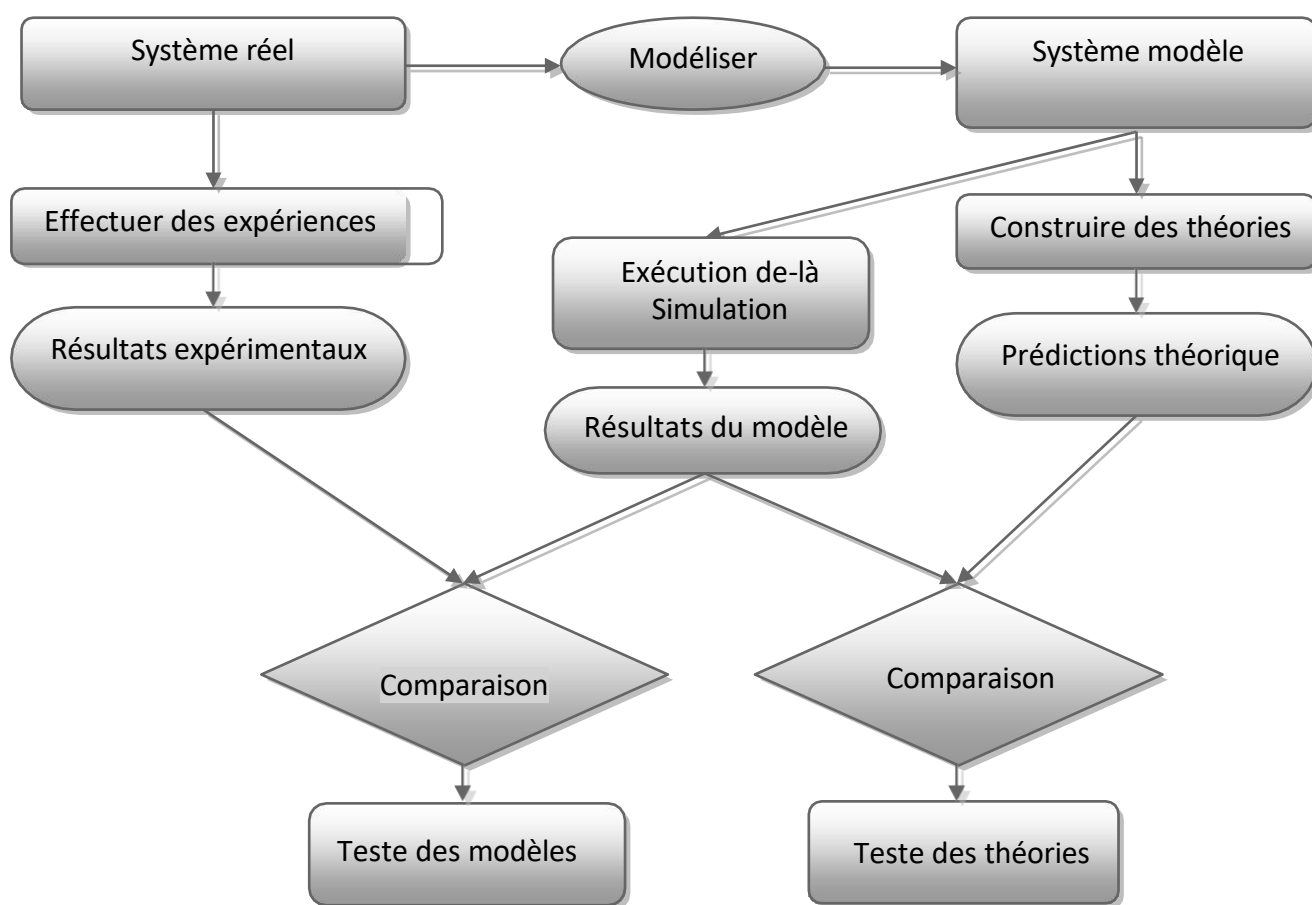 Système réel
Modéliser
Système modèle
Effectuer des expériences
Construire des théories
Exécution de-là
Simulation
Résultats expérimentaux
Prédictions théorique
Résultats du modèle
Comparaison
Comparaison
Teste des modèles
Teste des théories